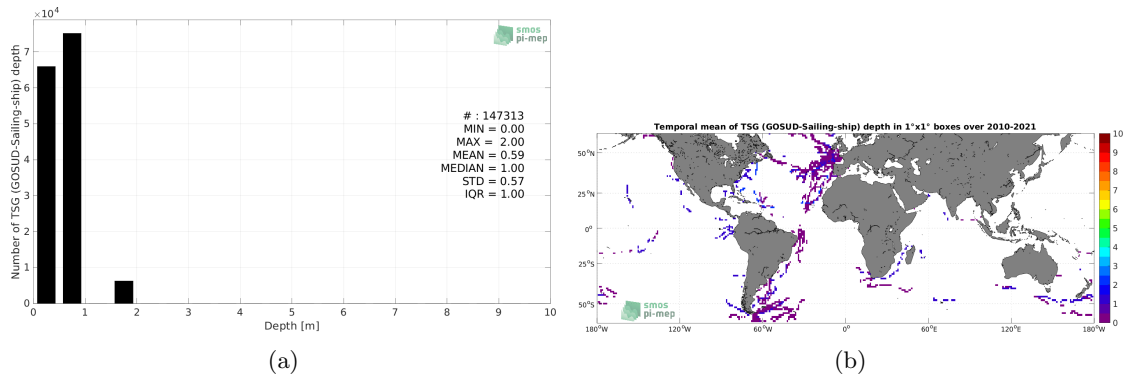 ×10⁴
7
6
5
4
3
2
1
0
Number of TSG (GOSUD-Sailing-ship) depth
smos
pi-mep
# : 147313
MIN = 0.00
MAX = 2.00
MEAN = 0.59
MEDIAN = 1.00
STD = 0.57
IQR = 1.00
0 1 2 3 4 5 6 7 8 9 10
Depth [m]
(a)
Temporal mean of TSG (GOSUD-Sailing-ship) depth in 1°x1° boxes over 2010-2021
50°N
25°N
0°
25°S
50°S
smos
pi-mep
180°W 120°W 60°W 0° 60°E 120°E 180°E
10
9
8
7
6
5
4
3
2
1
0
(b)